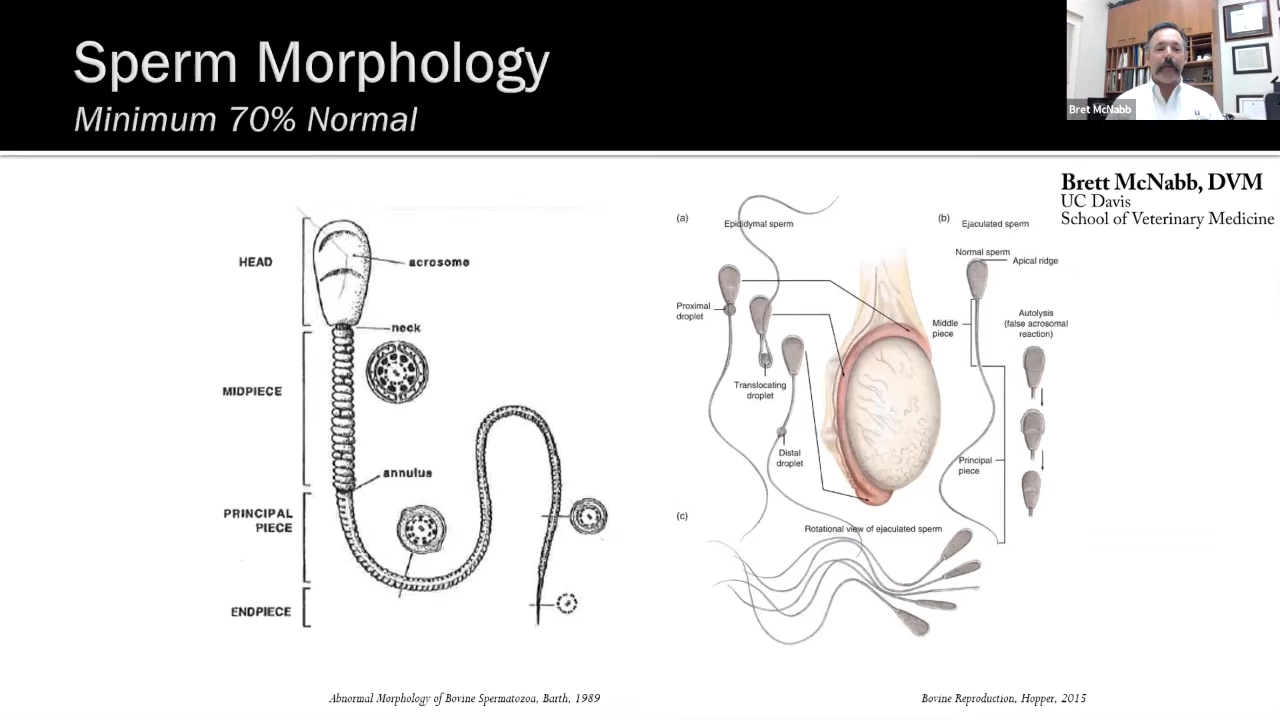 Sperm Morphology
Minimum 70% Normal
Bret McNabb
Brett McNabb, DVM
UC Davis
School of Veterinary Medicine
HEAD
acrosome
neck
MIDPIECE
annulus
PRINCIPAL
PIECE
ENDPIECE
Abnormal Morphology of Bovine Spermatozoa, Barth, 1989
(a)
Epididymal sperm
Proximal
droplet
Translocating
droplet
Distal
droplet
(b)
Ejaculated sperm
Normal sperm
Apical ridge
Middle
piece
Autolysis
(false acrosomal
reaction)
Principal
piece
(c)
Rotational view of ejaculated sperm
Bovine Reproduction, Hopper, 2015